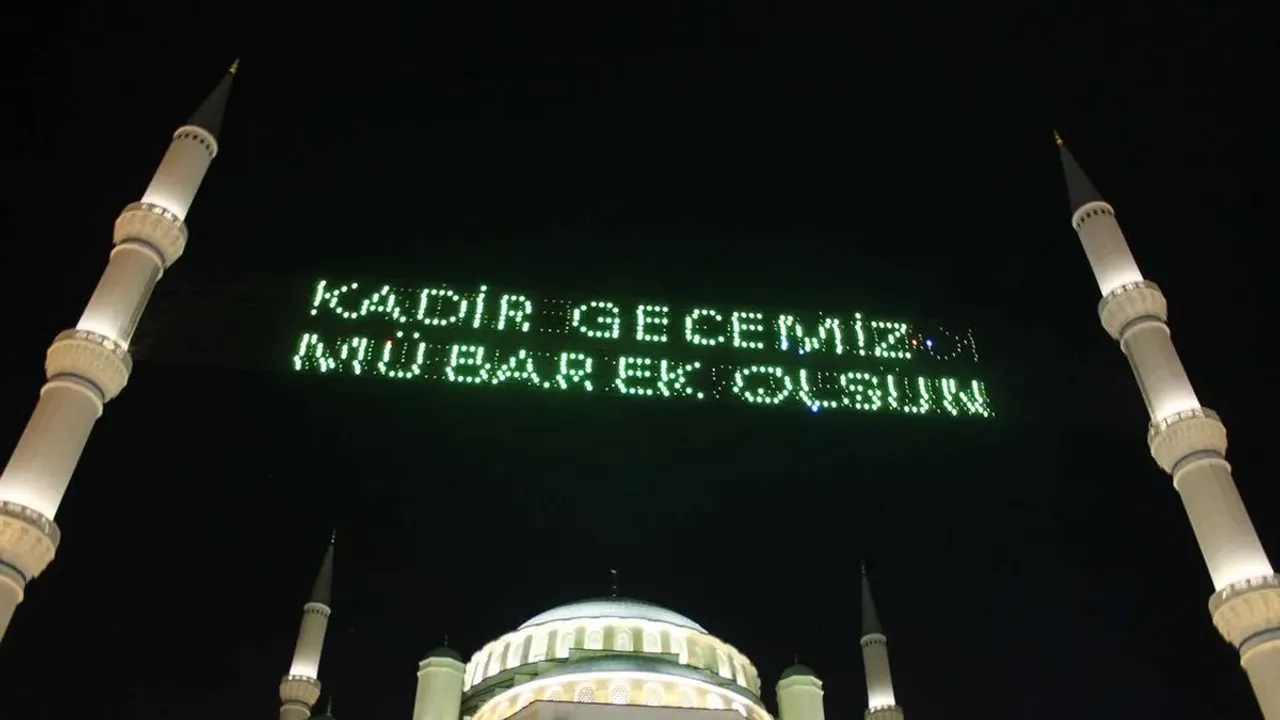 KADİR GECEMİZ
MÜBAREK OLSUN